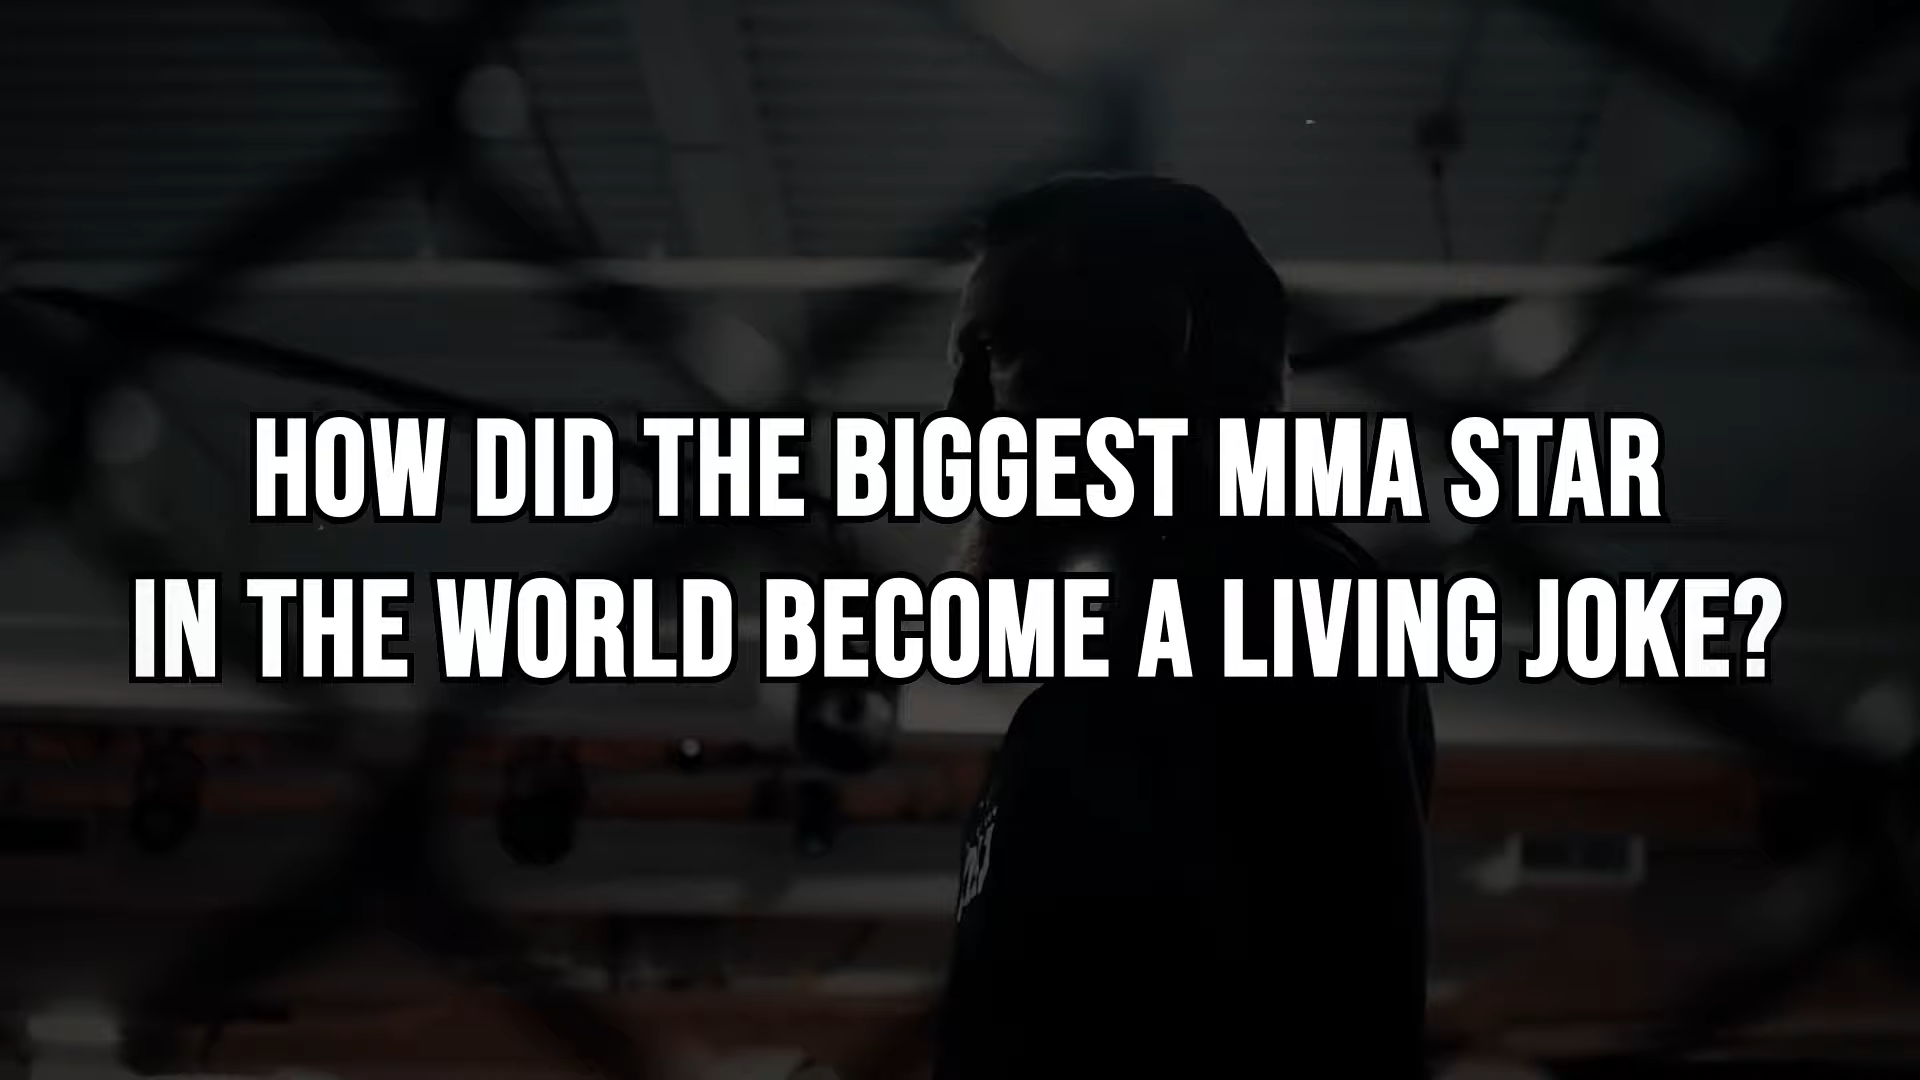 HOW DID THE BIGGEST MMA STAR
IN THE WORLD BECOME A LIVING JOKE?